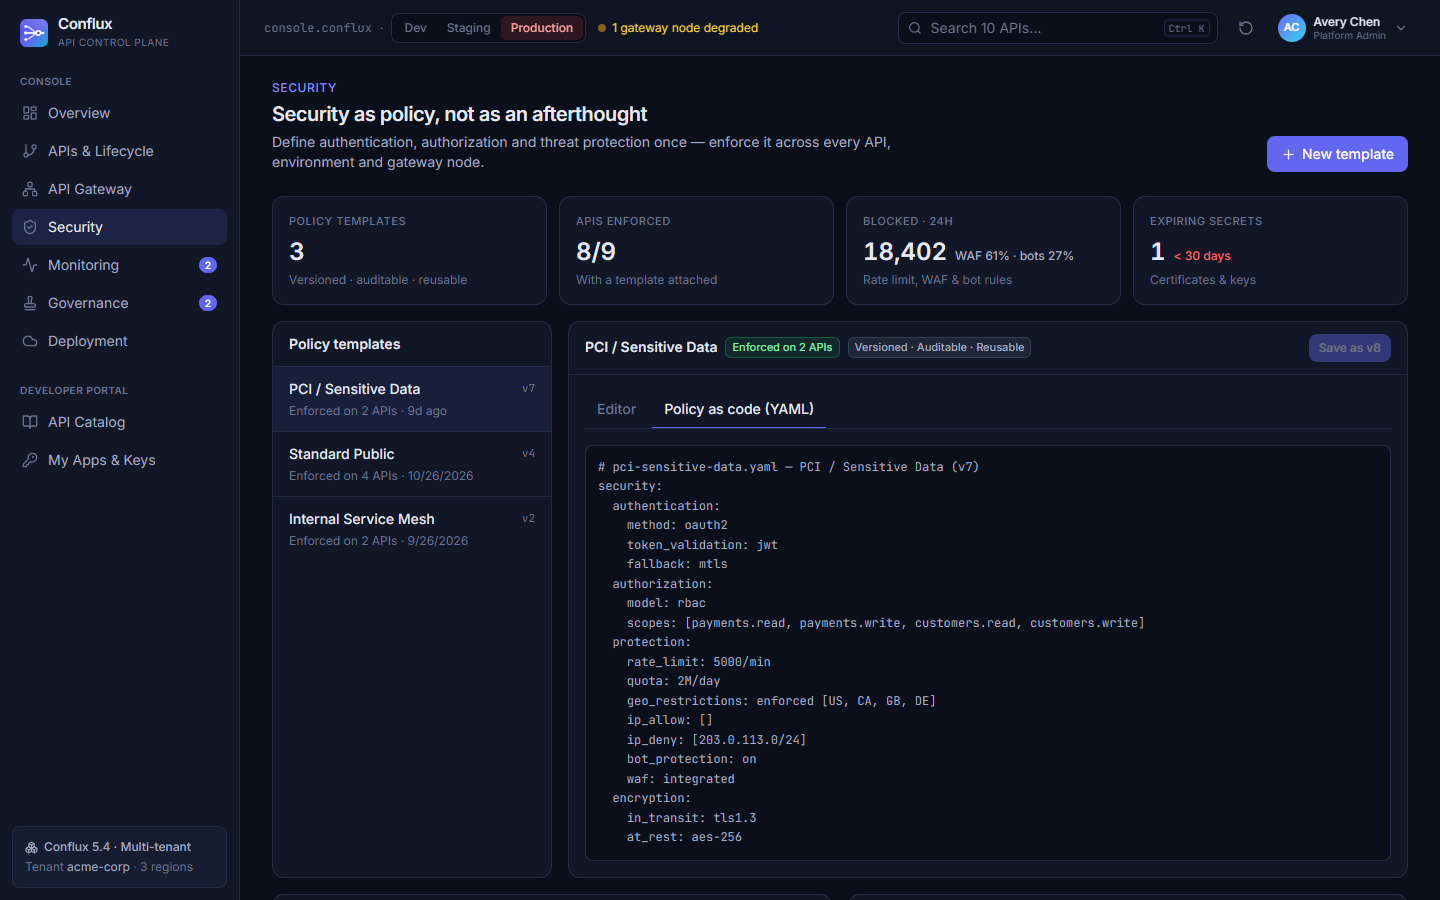 Conflux
API CONTROL PLANE
CONSOLE
Overview
APIs & Lifecycle
API Gateway
Security
Monitoring 2
Governance 2
Deployment
DEVELOPER PORTAL
API Catalog
My Apps & Keys
Conflux 5.4 · Multi-tenant
Tenant acme-corp · 3 regions
console.conflux · Dev Staging Production 1 gateway node degraded
Search 10 APIs... Ctrl K
AC Avery Chen
Platform Admin
SECURITY
Security as policy, not as an afterthought
Define authentication, authorization and threat protection once — enforce it across every API,
environment and gateway node.
New template
POLICY TEMPLATES
3
Versioned · auditable · reusable
APIS ENFORCED
8/9
With a template attached
BLOCKED · 24H
18,402 WAF 61% · bots 27%
Rate limit, WAF & bot rules
EXPIRING SECRETS
1 < 30 days
Certificates & keys
Policy templates
PCI / Sensitive Data v7
Enforced on 2 APIs · 9d ago
Standard Public v4
Enforced on 4 APIs · 10/26/2026
Internal Service Mesh v2
Enforced on 2 APIs · 9/26/2026
PCI / Sensitive Data Enforced on 2 APIs Versioned · Auditable · Reusable Save as v8
Editor Policy as code (YAML)
# pci-sensitive-data.yaml — PCI / Sensitive Data (v7)
security:
  authentication:
    method: oauth2
    token_validation: jwt
    fallback: mtls
  authorization:
    model: rbac
    scopes: [payments.read, payments.write, customers.read, customers.write]
  protection:
    rate_limit: 5000/min
    quota: 2M/day
    geo_restrictions: enforced [US, CA, GB, DE]
    ip_allow: []
    ip_deny: [203.0.113.0/24]
    bot_protection: on
    waf: integrated
  encryption:
    in_transit: tls1.3
    at_rest: aes-256